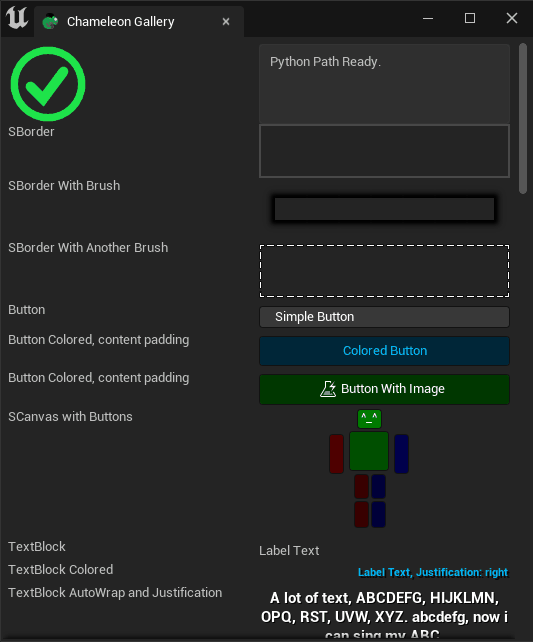 Chameleon Gallery
Python Path Ready.
SBorder
SBorder With Brush
SBorder With Another Brush
Button
Simple Button
Button Colored, content padding
Colored Button
Button Colored, content padding
Button With Image
SCanvas with Buttons
^_^
TextBlock
Label Text
TextBlock Colored
Label Text, Justification: right
TextBlock AutoWrap and Justification
A lot of text, ABCDEFG, HIJKLMN,
OPQ, RST, UVW, XYZ. abcdefg, now i
can sing my ABC